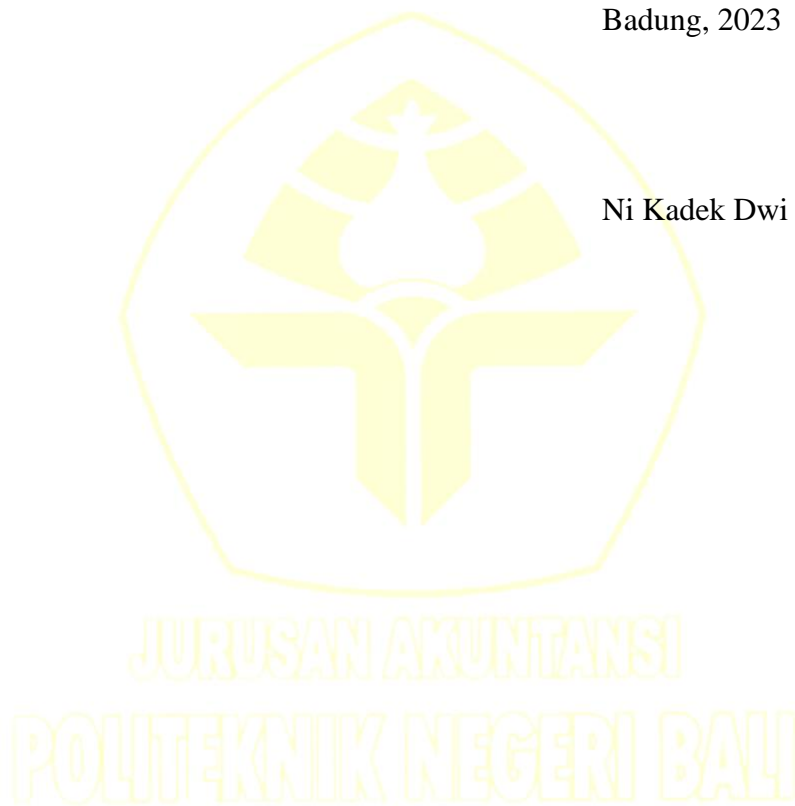 Badung, 2023
Ni Kadek Dwi
JURUSAN AKUNTANSI
POLITEKNIK NEGERI BALI